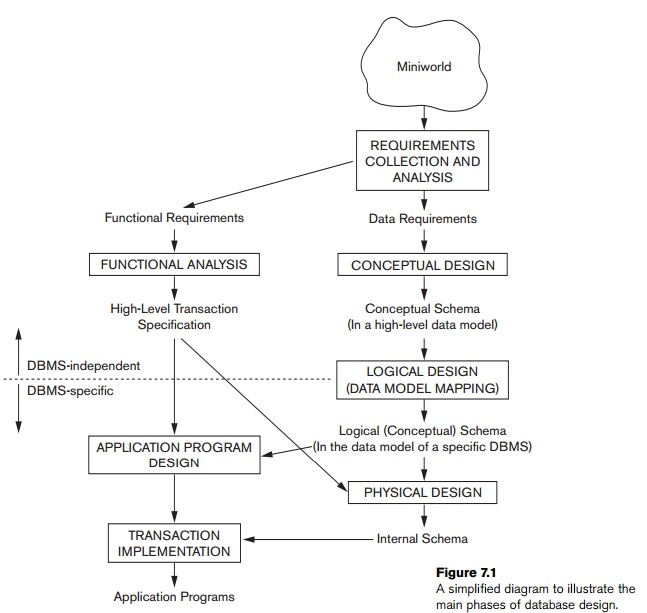 Miniworld
REQUIREMENTS
COLLECTION AND
ANALYSIS
Functional Requirements
Data Requirements
FUNCTIONAL ANALYSIS
CONCEPTUAL DESIGN
High-Level Transaction
Specification
Conceptual Schema
(In a high-level data model)
DBMS-independent
DBMS-specific
LOGICAL DESIGN
(DATA MODEL MAPPING)
Logical (Conceptual) Schema
(In the data model of a specific DBMS)
APPLICATION PROGRAM
DESIGN
PHYSICAL DESIGN
TRANSACTION
IMPLEMENTATION
Internal Schema
Application Programs
Figure 7.1
A simplified diagram to illustrate the
main phases of database design.